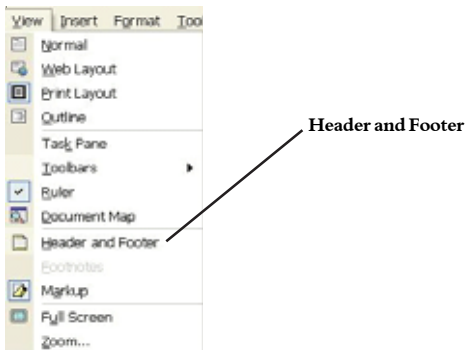 View Insert Format Too
Normal
Web Layout
Print Layout
Outline
Task Pane
Toolbars
Ruler
Document Map
Header and Footer
Header and Footer
Footnotes
Markup
Full Screen
Zoom...